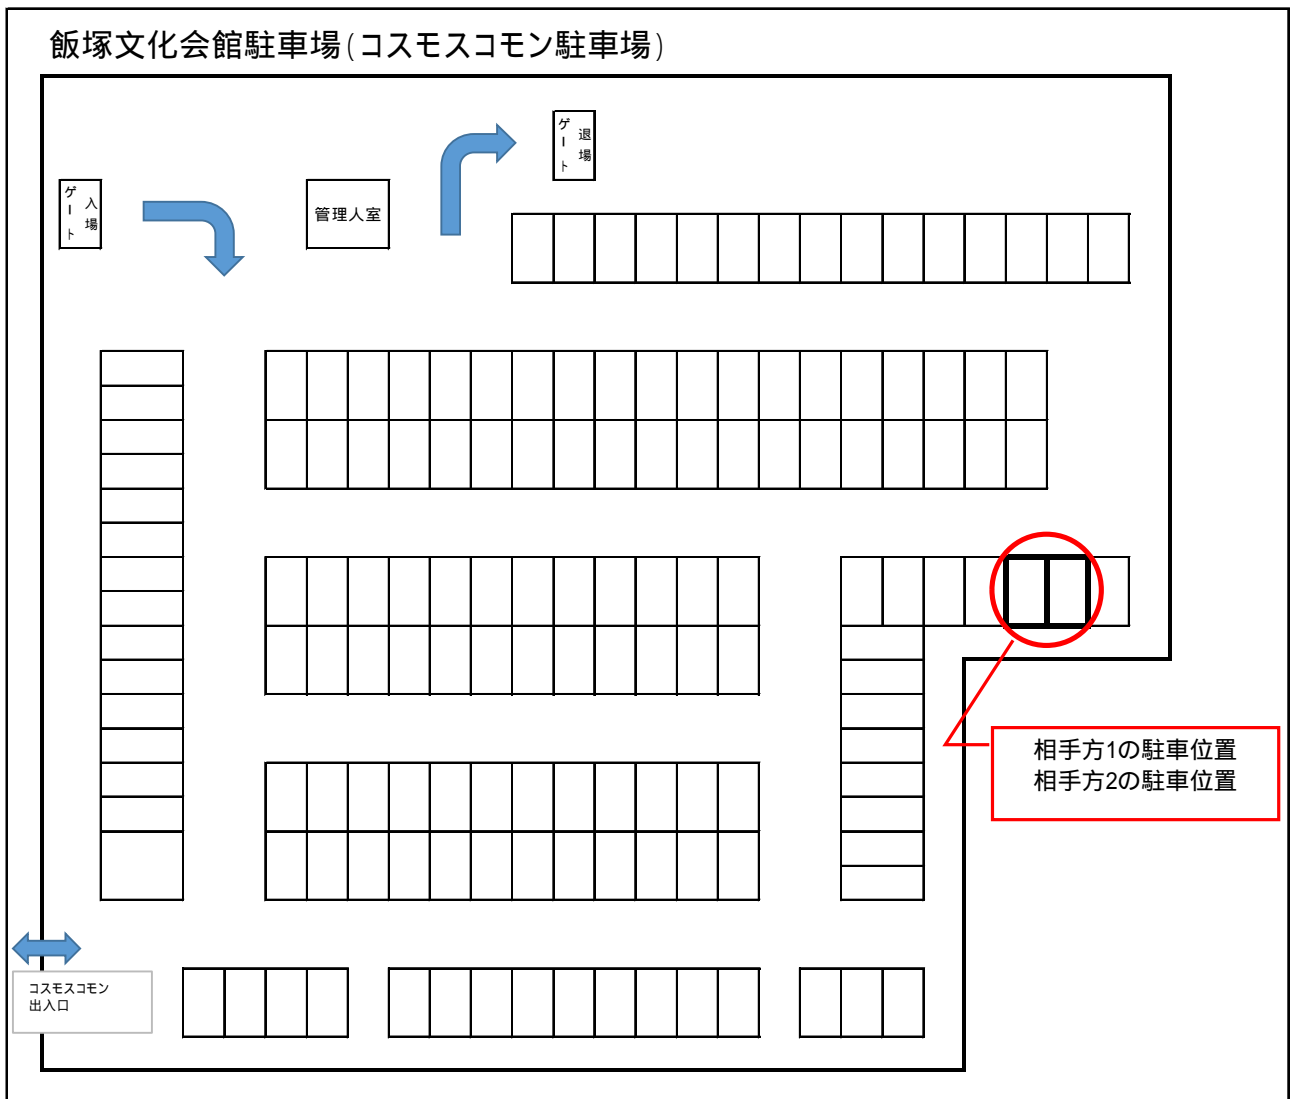 飯塚文化会館駐車場(コスモスコモン駐車場)
退場
ゲート
入場
ゲート
管理人室
相手方1の駐車位置
相手方2の駐車位置
コスモスコモン
出入口